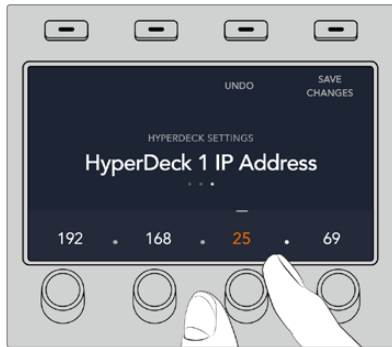 UNDO
SAVE
CHANGES
HYPERDECK SETTINGS
HyperDeck 1 IP Address
192 . 168 . 25 . 69